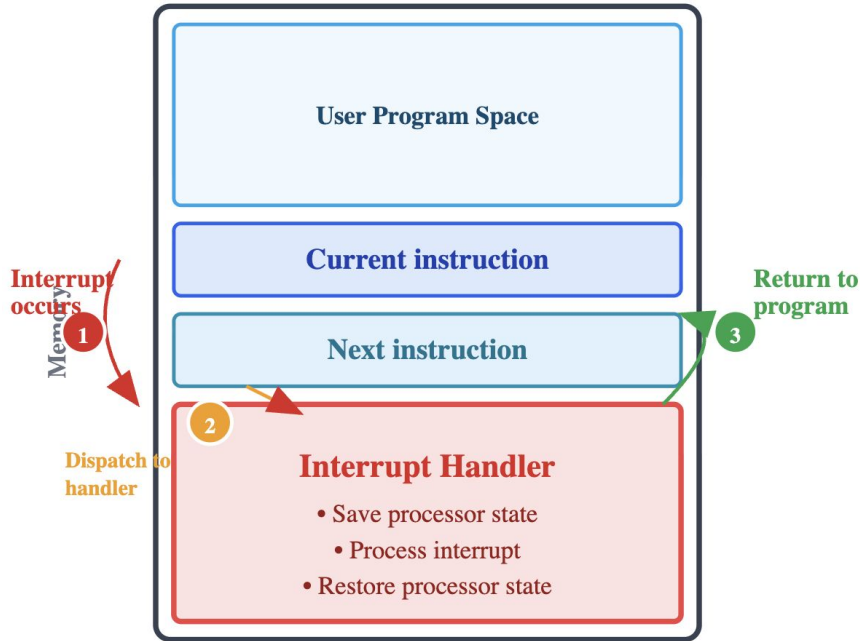 User Program Space
Current instruction
Interrupt
occurs
Memory
1
Return to
program
3
Next instruction
2
Dispatch to
handler
Interrupt Handler
• Save processor state
• Process interrupt
• Restore processor state